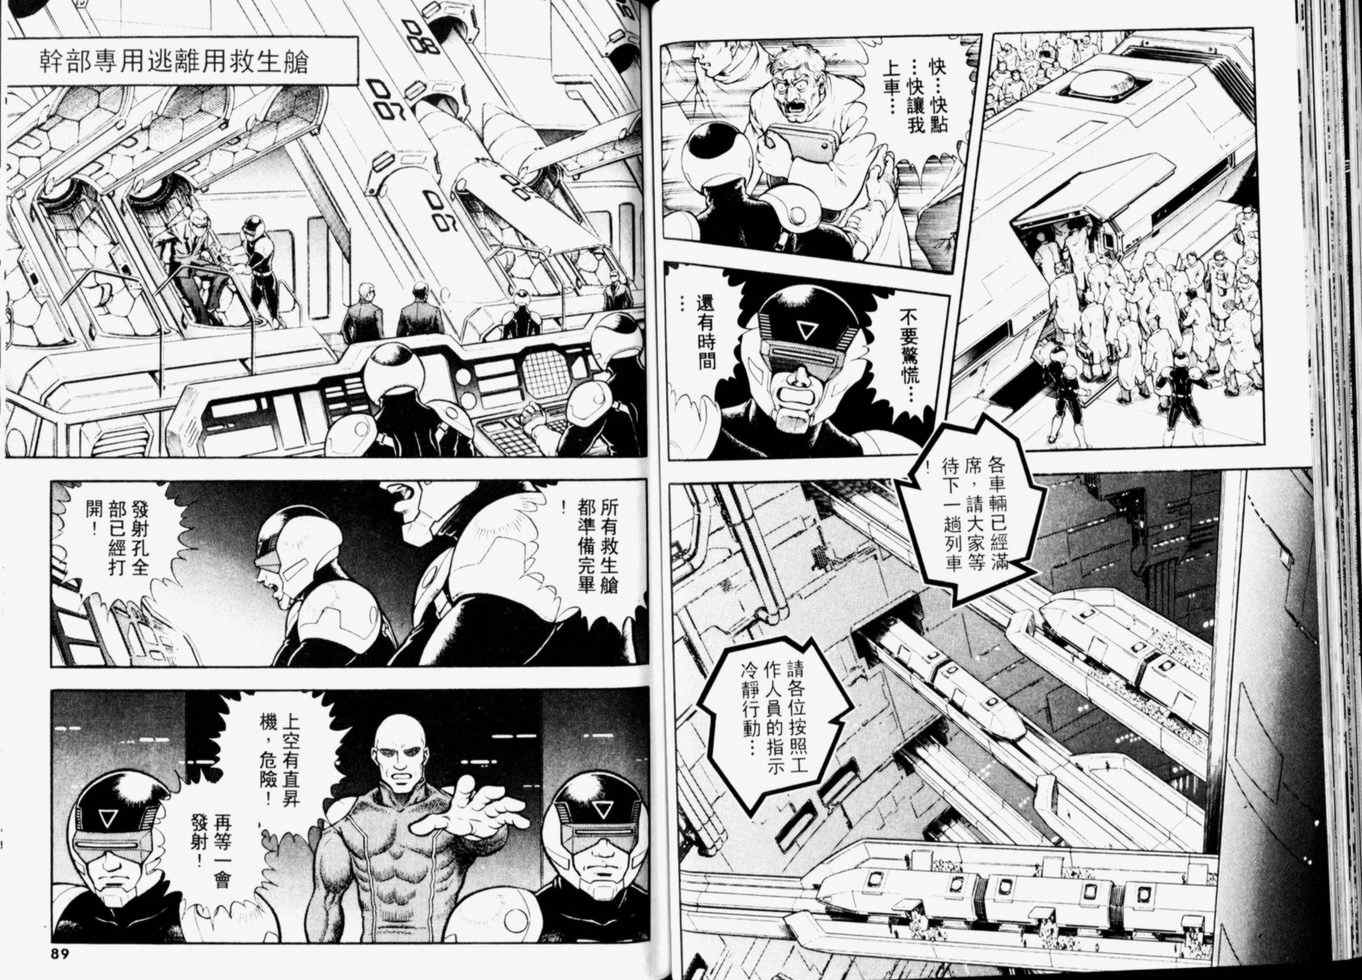 快…快點
…快讓我
上車…
不要驚慌…
還有時間
…
各車輛已經滿
席，請大家等
待下一趟列車
！
請各位按照工
作人員的指示
冷靜行動…
幹部專用逃離用救生艙
D08
D07
D07
所有救生艙
都準備完畢
！
發射孔全
部已經打
開！
上空有直昇
機，危險！
再等一會
發射！
89